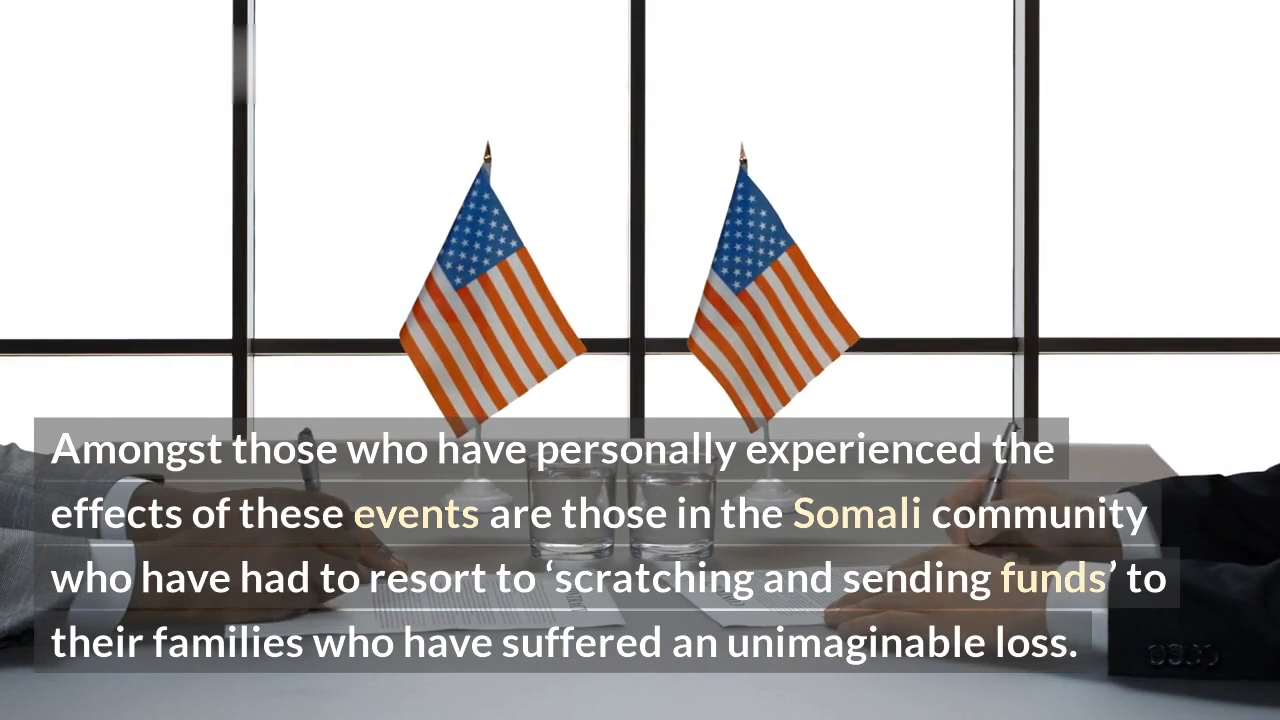 Amongst those who have personally experienced the
effects of these events are those in the Somali community
who have had to resort to ‘scratching and sending funds’ to
their families who have suffered an unimaginable loss.